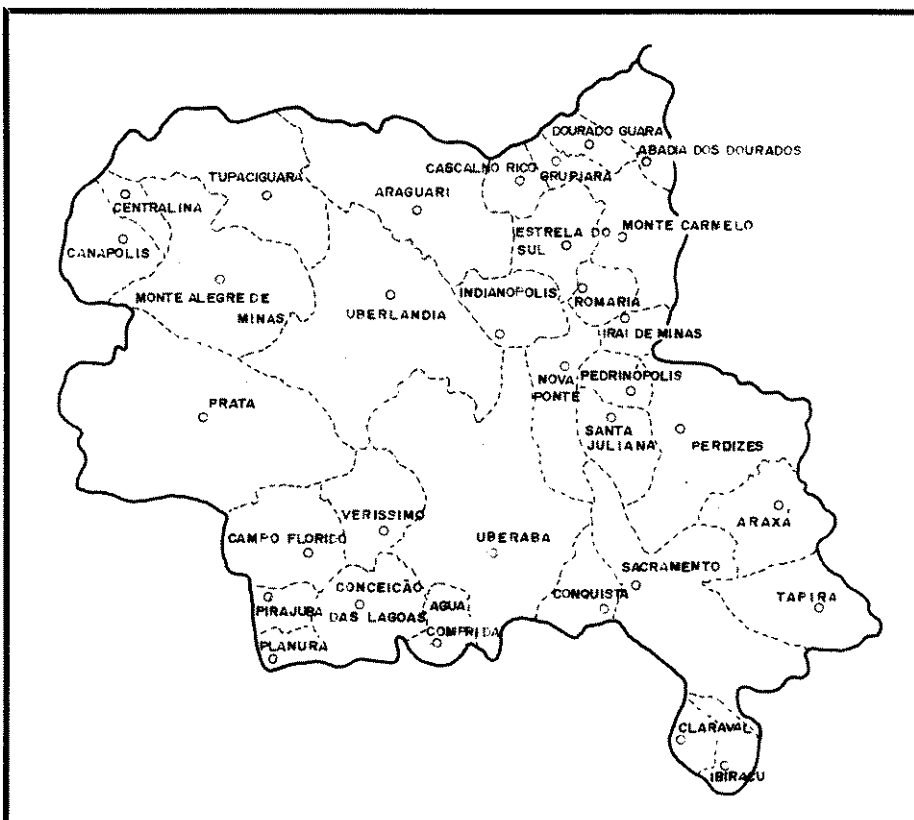 DOURADO GUARA
ABADIA DOS DOURADOS
CASCALHO RICO
GRUPIARA
TUPACIGUARA
ARAGUARI
CENTRALINA
CANAPOLIS
ESTRELA DO
SUL
MONTE CARMELO
INDIANOPOLIS
ROMARIA
MONTE ALEGRE DE
MINAS
UBERLANDIA
IRAI DE MINAS
NOVA
PONTE
PEDRINOPOLIS
PRATA
SANTA
JULIANA
PERDIZES
VERISSIMO
ARAXA
CAMPO FLORIDO
UBERABA
SACRAMENTO
CONCEIÇÃO
DAS LAGOAS
PIRAJUBA
AGUA
COMPRIDA
CONQUISTA
TAPIRA
PLANURA
CLARAVAL
IBIRACU